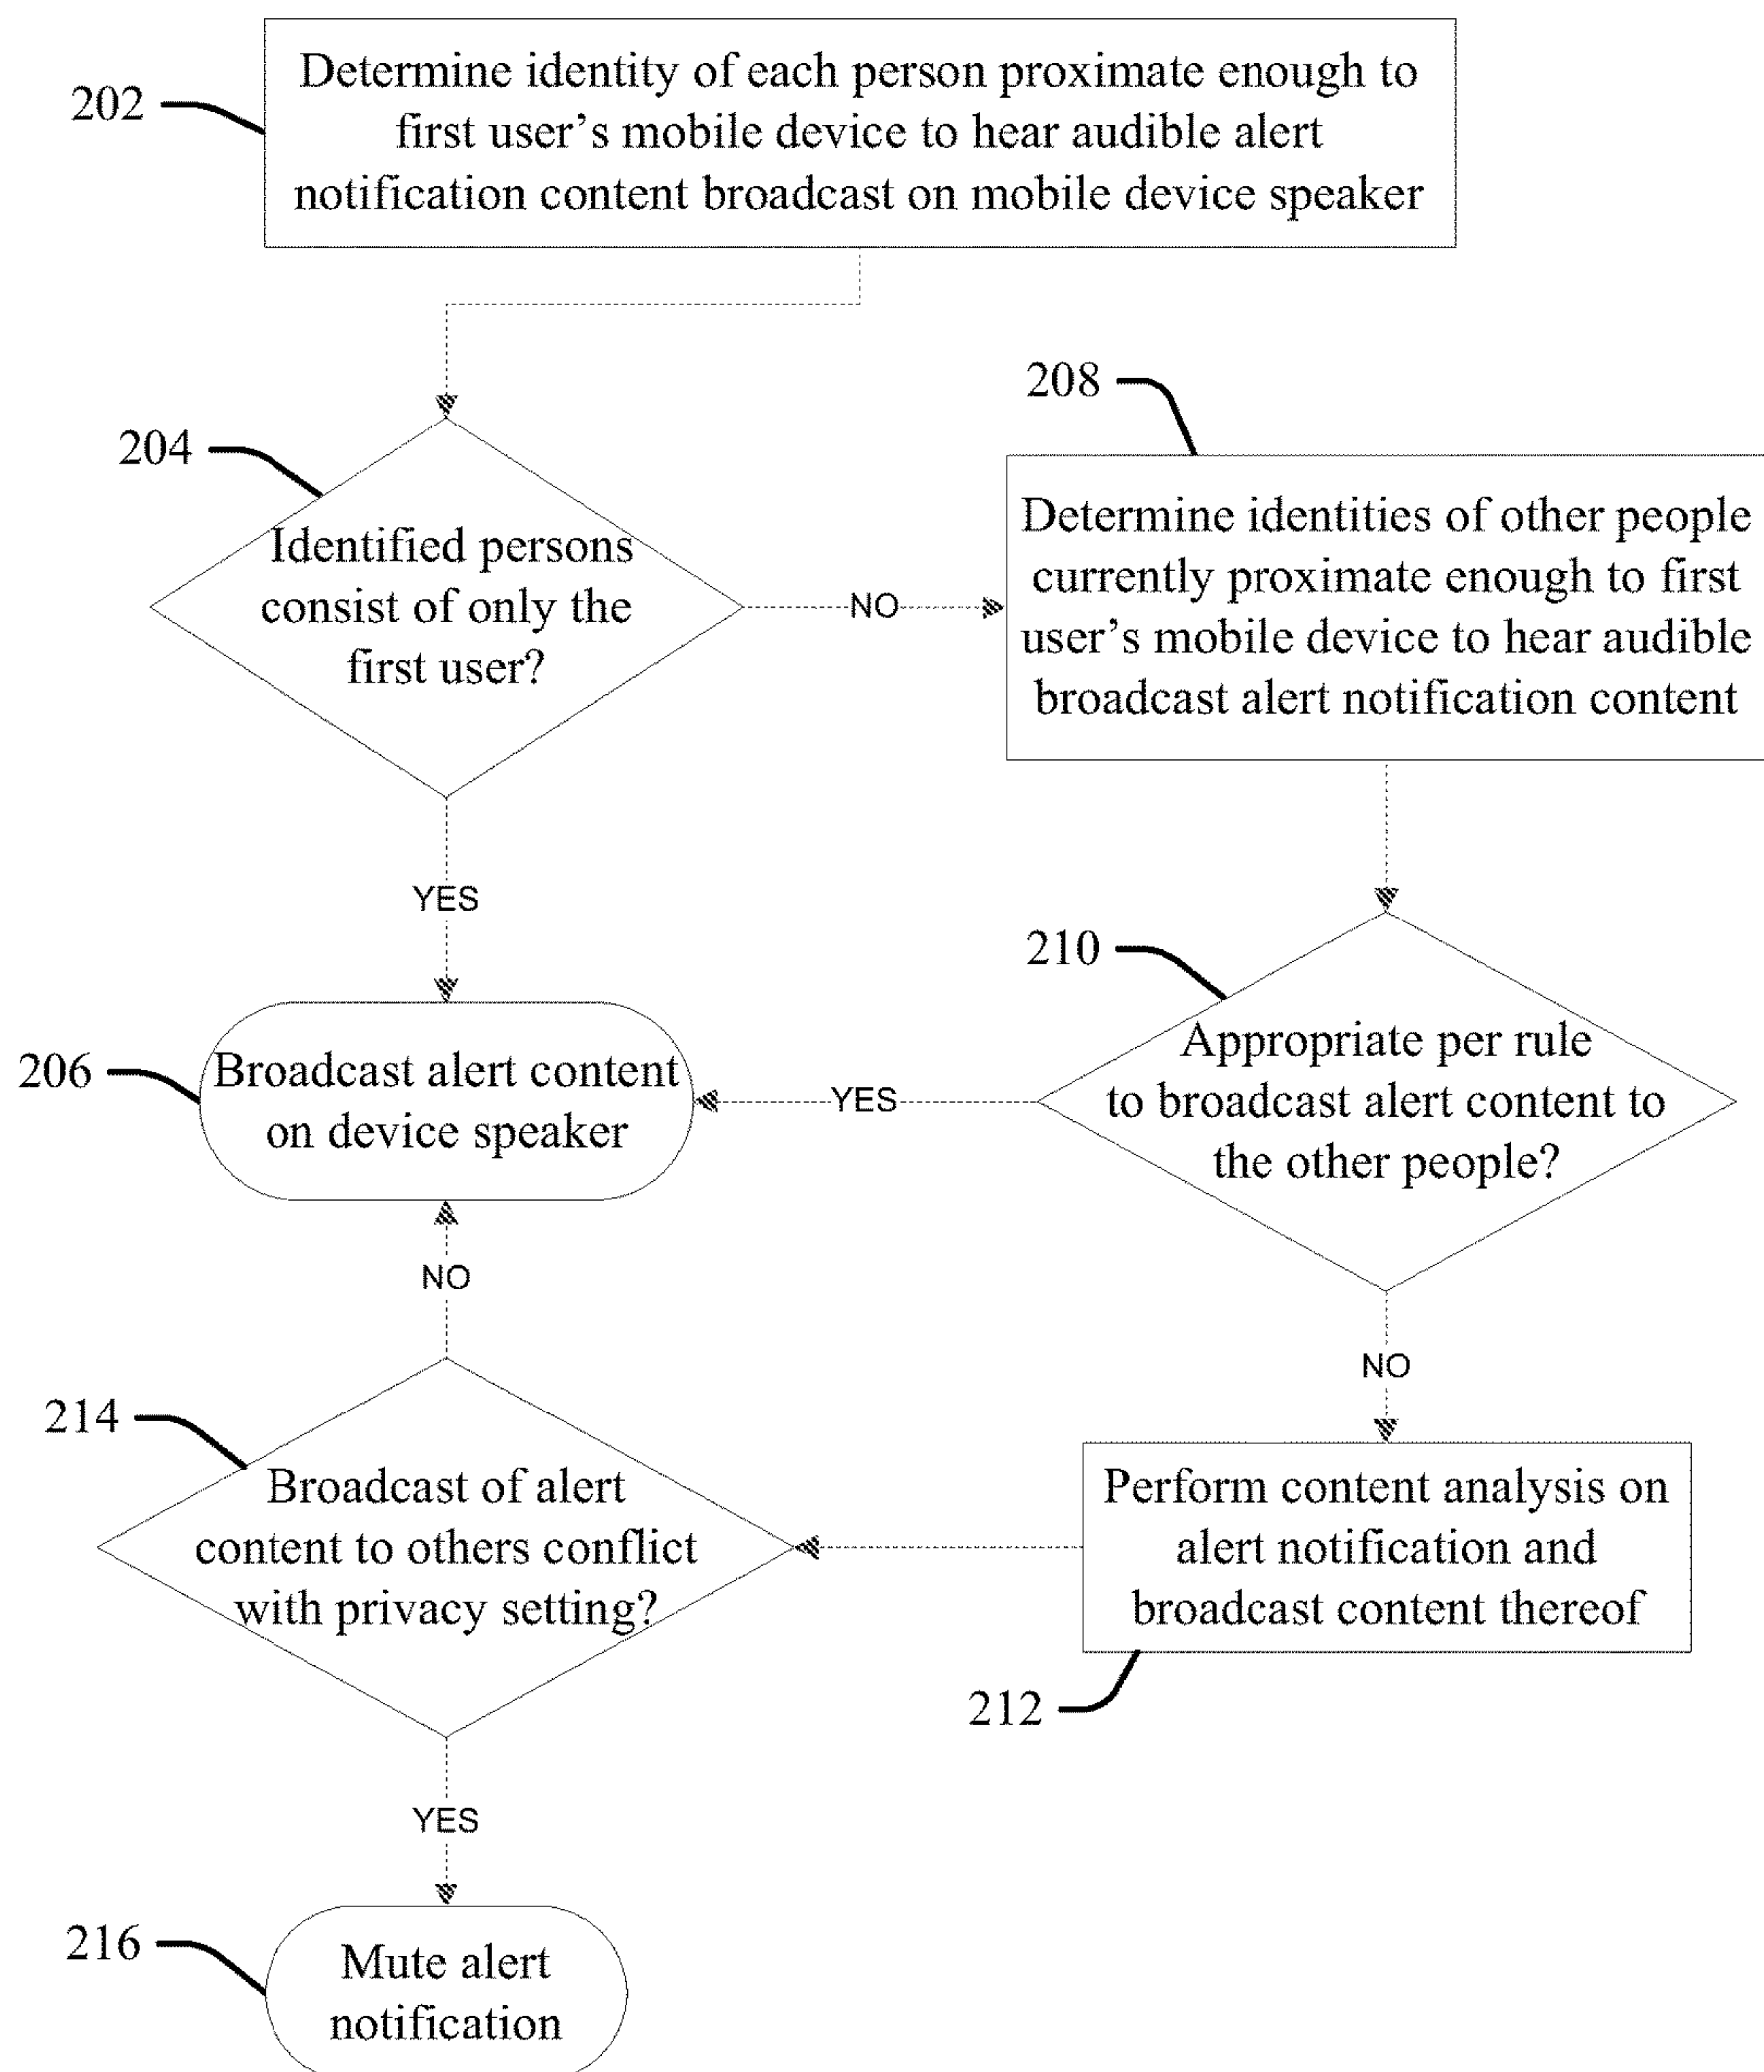 202
Determine identity of each person proximate enough to
first user’s mobile device to hear audible alert
notification content broadcast on mobile device speaker
204
Identified persons
consist of only the
first user?
NO
208
Determine identities of other people
currently proximate enough to first
user’s mobile device to hear audible
broadcast alert notification content
YES
210
Appropriate per rule
to broadcast alert content to
the other people?
206
Broadcast alert content
on device speaker
YES
NO
NO
214
Broadcast of alert
content to others conflict
with privacy setting?
Perform content analysis on
alert notification and
broadcast content thereof
212
YES
216
Mute alert
notification